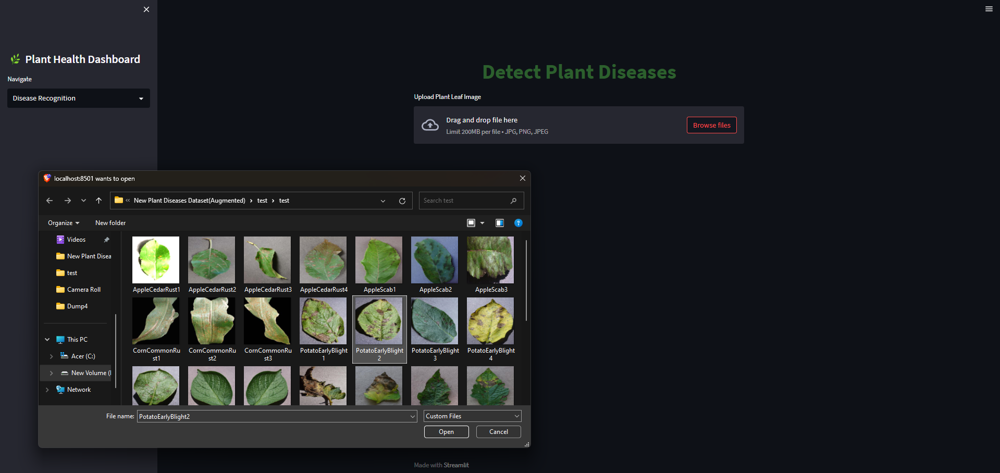 Plant Health Dashboard
Navigate
Disease Recognition
Detect Plant Diseases
Upload Plant Leaf Image
Drag and drop file here
Limit 200MB per file • JPG, PNG, JPEG
Browse files
localhost:8501 wants to open
« New Plant Diseases Dataset(Augmented) › test › test
Search test
Organize
New folder
Videos
New Plant Disea
test
Camera Roll
Dump4
This PC
Acer (C:)
New Volume (
Network
AppleCedarRust1 AppleCedarRust2 AppleCedarRust3 AppleCedarRust4 AppleScab1 AppleScab2 AppleScab3
CornCommonRu CornCommonRu CornCommonRu PotatoEarlyBlight PotatoEarlyBlight PotatoEarlyBlight PotatoEarlyBlight
st1 st2 st3 1 2 3 4
File name: PotatoEarlyBlight2
Custom Files
Open
Cancel
Made with Streamlit